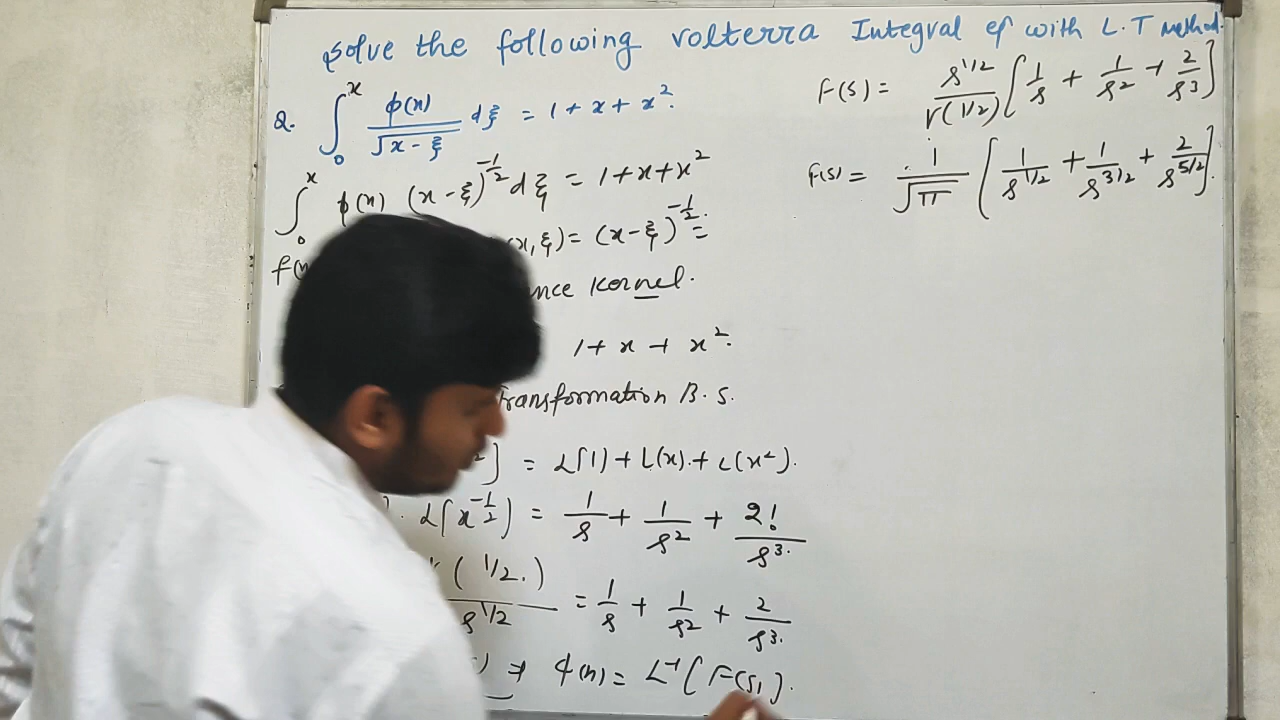 Solve the following volterra Integral eq with L.T method.
Q. ∫₀ˣ ϕ(x)/√(x-ξ) dξ = 1+x+x².
∫₀ˣ ϕ(x) (x-ξ)^(-1/2) dξ = 1+x+x²
f(x ,ξ) = (x-ξ)^(-1/2) =
nce kernel.
1+x+x².
Transformation B.S.
] = L[1)+L(x).+L(x²).
. L[x^(-1/2)) = 1/s + 1/s² + 2!/s³.
(1/2.)/s^(1/2) = 1/s + 1/s² + 2/s³.
) ⇒ ϕ(x) = L⁻¹[F(s)].
F(s) = s^(1/2)/Γ(1/2) [1/s + 1/s² + 2/s³]
F(s) = 1/√π [1/s^(1/2) + 1/s^(3/2) + 2/s^(5/2)].